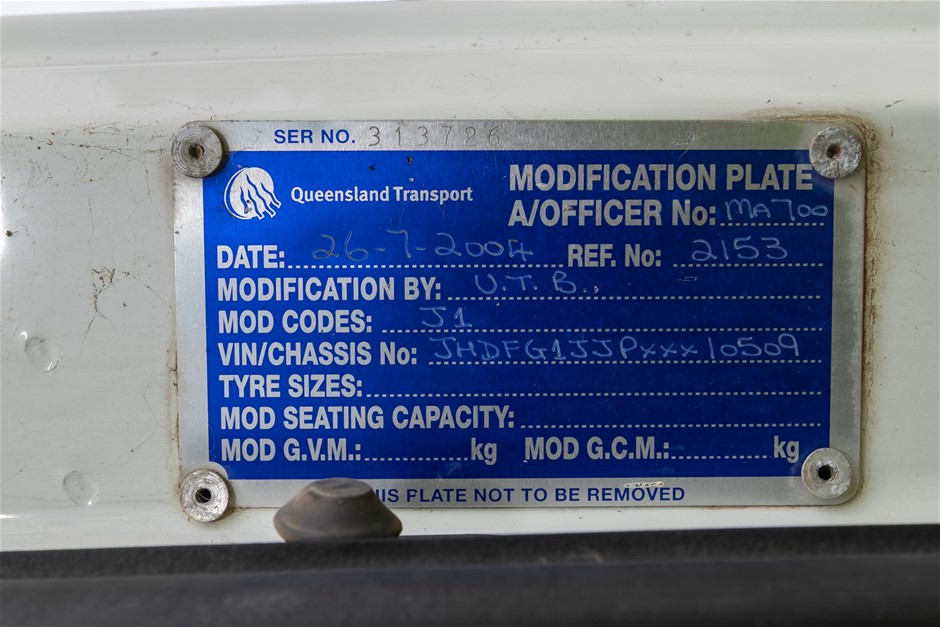 SER NO. 313726
Queensland Transport
MODIFICATION PLATE
A/OFFICER No: MA700
DATE: 26-7-2004 REF. No: 2153
MODIFICATION BY: U.T.B.
MOD CODES: J1
VIN/CHASSIS No: JHDFG1JJPxxx10509
TYRE SIZES:
MOD SEATING CAPACITY:
MOD G.V.M.: kg MOD G.C.M.: kg
PLATE NOT TO BE REMOVED